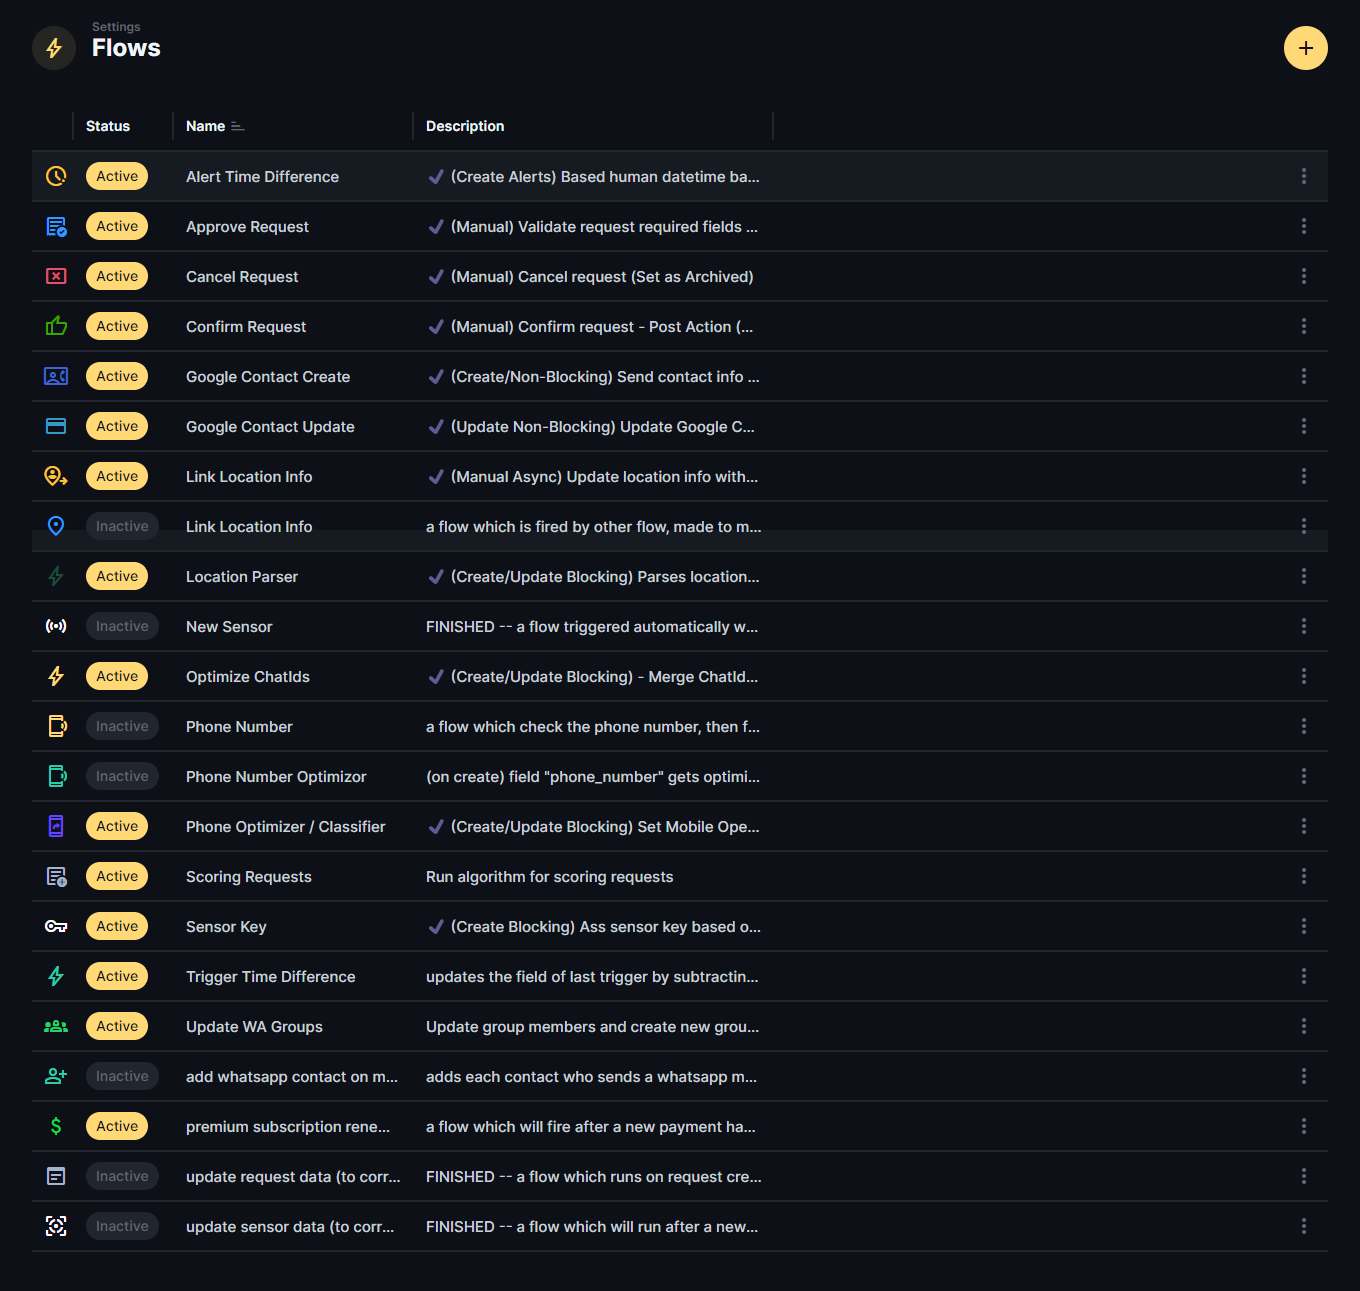 Settings
Flows
Status Name Description
Active Alert Time Difference ✔ (Create Alerts) Based human datetime ba...
Active Approve Request ✔ (Manual) Validate request required fields ...
Active Cancel Request ✔ (Manual) Cancel request (Set as Archived)
Active Confirm Request ✔ (Manual) Confirm request - Post Action (...
Active Google Contact Create ✔ (Create/Non-Blocking) Send contact info ...
Active Google Contact Update ✔ (Update Non-Blocking) Update Google C...
Active Link Location Info ✔ (Manual Async) Update location info with...
Inactive Link Location Info a flow which is fired by other flow, made to m...
Active Location Parser ✔ (Create/Update Blocking) Parses location...
Inactive New Sensor FINISHED -- a flow triggered automatically w...
Active Optimize ChatIds ✔ (Create/Update Blocking) - Merge ChatId...
Inactive Phone Number a flow which check the phone number, then f...
Inactive Phone Number Optimizor (on create) field "phone_number" gets optimi...
Active Phone Optimizer / Classifier ✔ (Create/Update Blocking) Set Mobile Ope...
Active Scoring Requests Run algorithm for scoring requests
Active Sensor Key ✔ (Create Blocking) Ass sensor key based o...
Active Trigger Time Difference updates the field of last trigger by subtractin...
Active Update WA Groups Update group members and create new grou...
Inactive add whatsapp contact on m... adds each contact who sends a whatsapp m...
Active premium subscription rene... a flow which will fire after a new payment ha...
Inactive update request data (to corr... FINISHED -- a flow which runs on request cre...
Inactive update sensor data (to corr... FINISHED -- a flow which will run after a new...